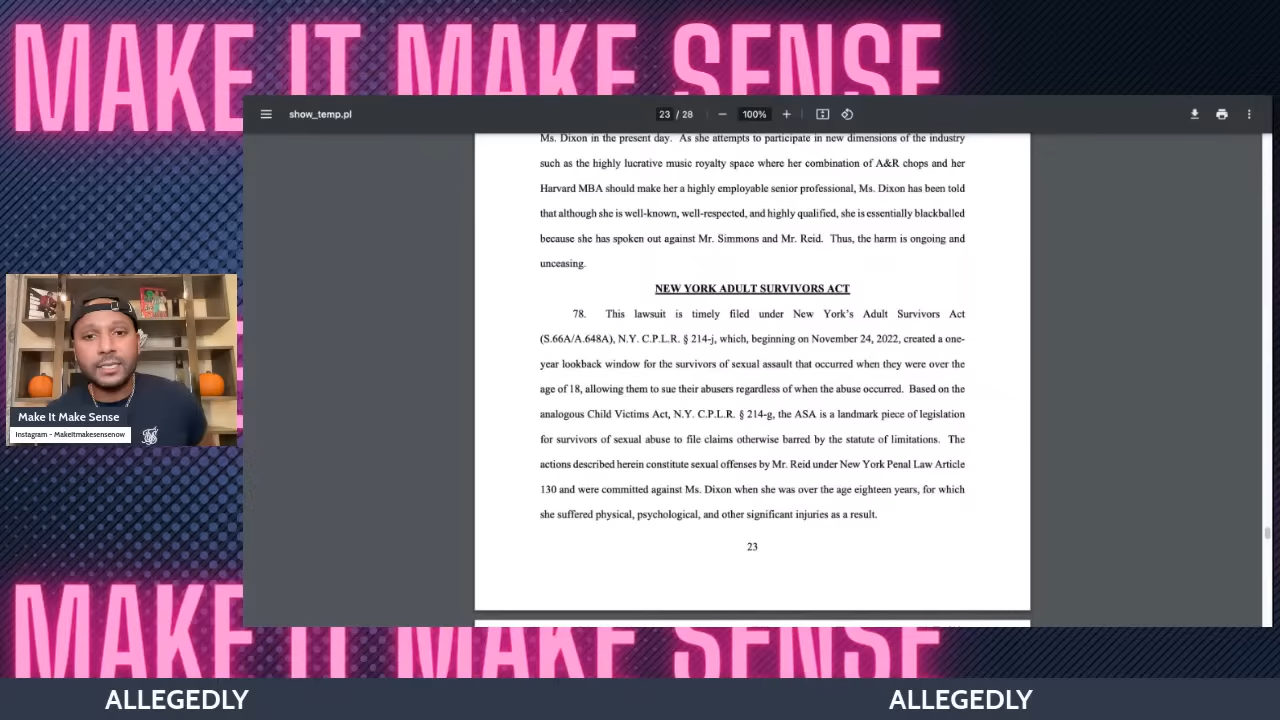 MAKE IT MAKE SENSE
show_temp.pl
23 / 28
100%
Ms. Dixon in the present day. As she attempts to participate in new dimensions of the industry
such as the highly lucrative music royalty space where her combination of A&R chops and her
Harvard MBA should make her a highly employable senior professional, Ms. Dixon has been told
that although she is well-known, well-respected, and highly qualified, she is essentially blackballed
because she has spoken out against Mr. Simmons and Mr. Reid. Thus, the harm is ongoing and
unceasing.
NEW YORK ADULT SURVIVORS ACT
78. This lawsuit is timely filed under New York's Adult Survivors Act
(S.66A/A.648A), N.Y. C.P.L.R. § 214-j, which, beginning on November 24, 2022, created a one-
year lookback window for the survivors of sexual assault that occurred when they were over the
age of 18, allowing them to sue their abusers regardless of when the abuse occurred. Based on the
analogous Child Victims Act, N.Y. C.P.L.R. § 214-g, the ASA is a landmark piece of legislation
for survivors of sexual abuse to file claims otherwise barred by the statute of limitations. The
actions described herein constitute sexual offenses by Mr. Reid under New York Penal Law Article
130 and were committed against Ms. Dixon when she was over the age eighteen years, for which
she suffered physical, psychological, and other significant injuries as a result.
23
Make It Make Sense
Instagram - MakeItmakesensenow
MAKE IT MAKE SENSE
ALLEGEDLY
ALLEGEDLY